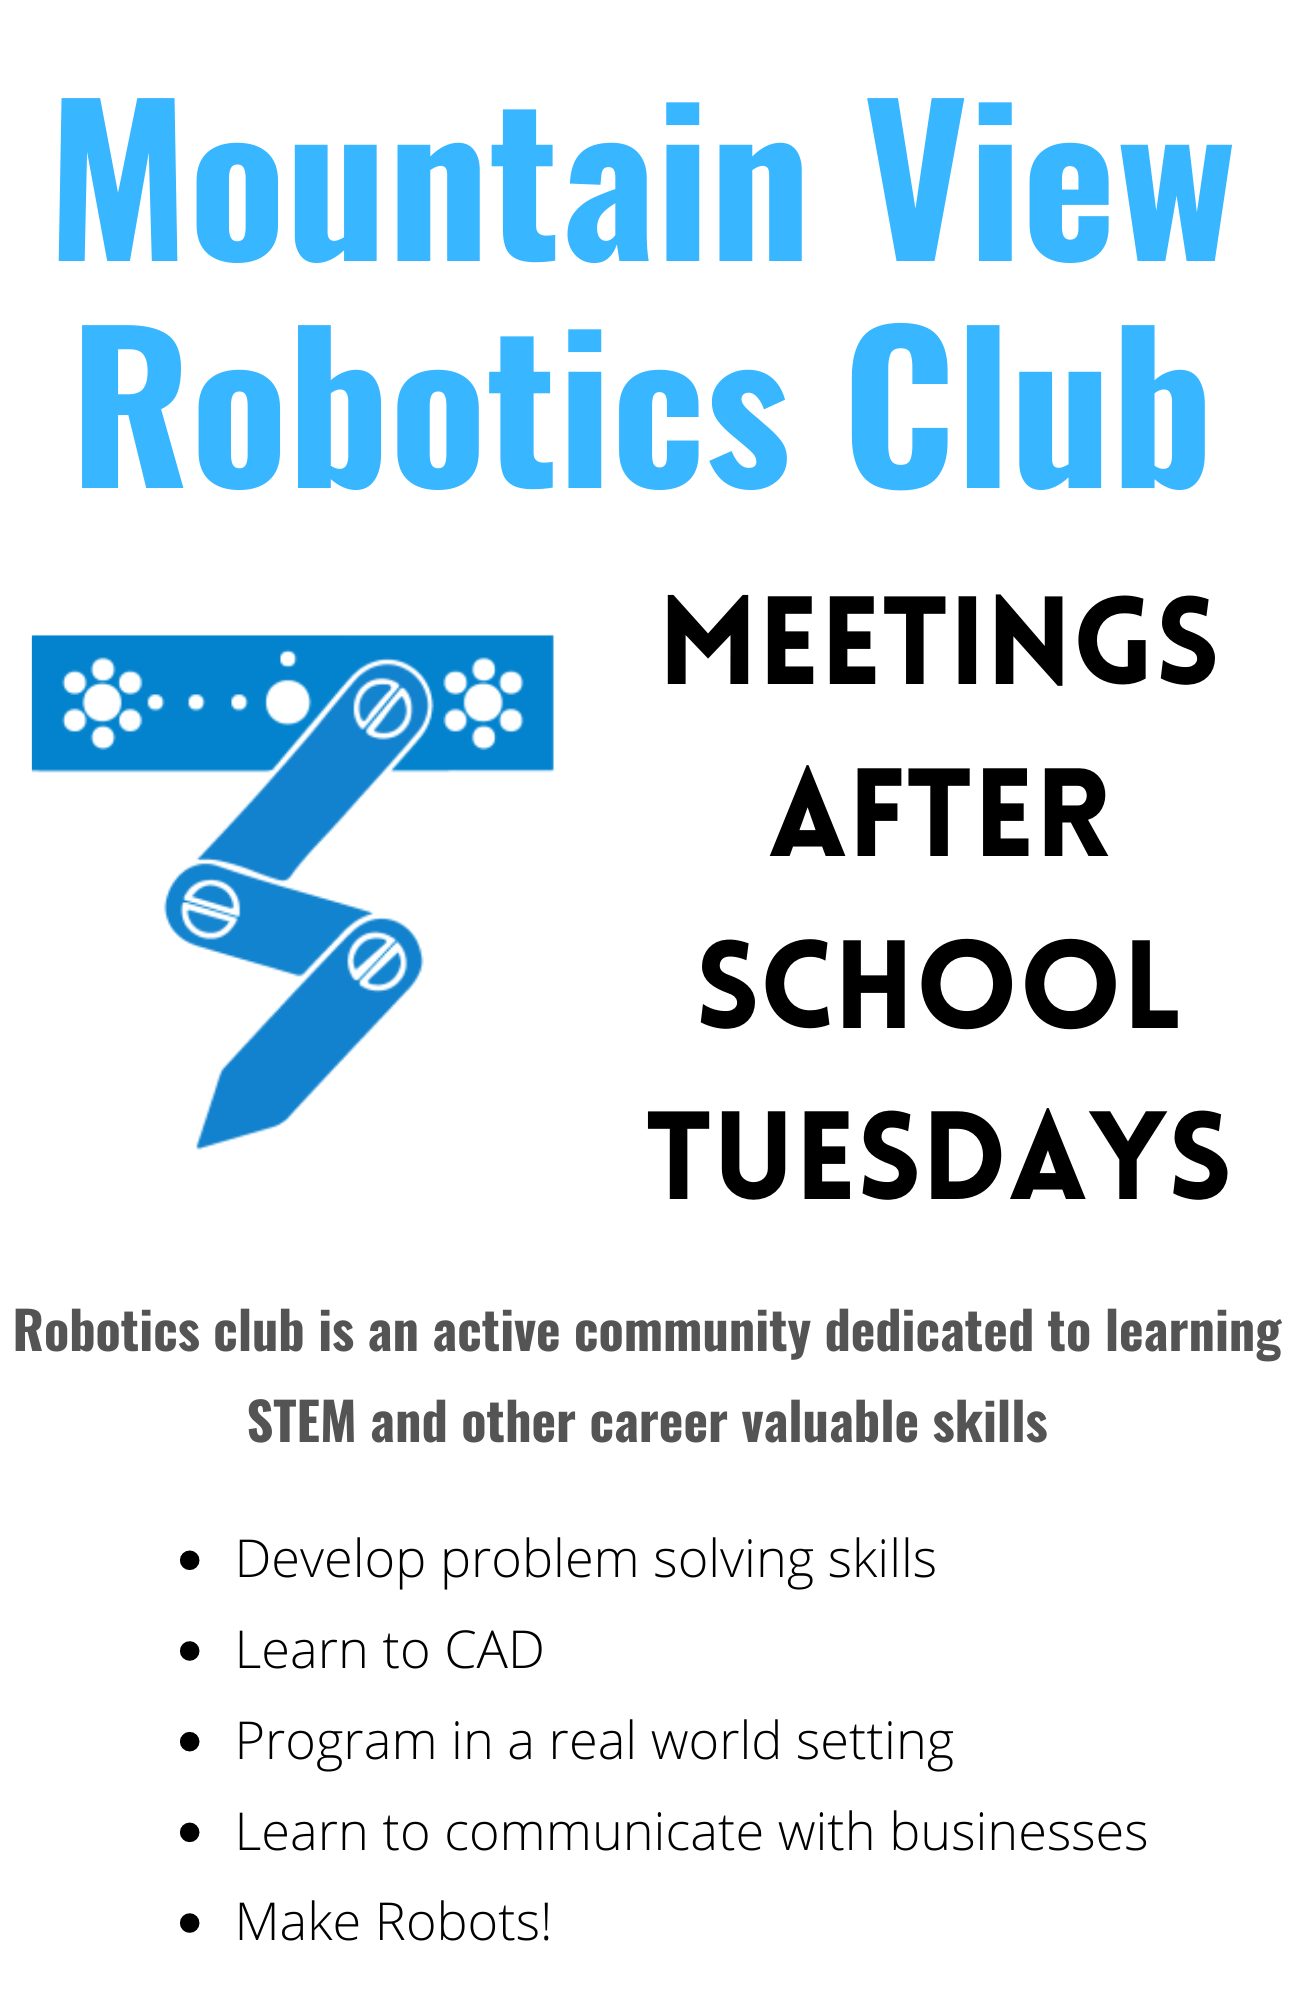 Mountain View
Robotics Club
MEETINGS
AFTER
SCHOOL
TUESDAYS
Robotics club is an active community dedicated to learning
STEM and other career valuable skills
• Develop problem solving skills
• Learn to CAD
• Program in a real world setting
• Learn to communicate with businesses
• Make Robots!